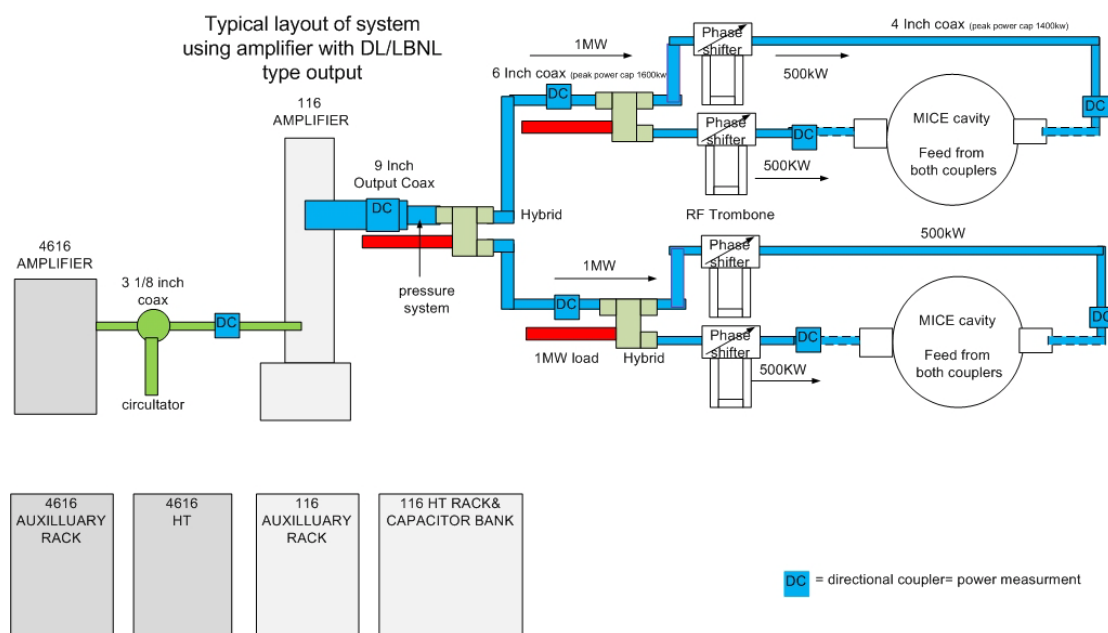 Typical layout of system
using amplifier with DL/LBNL
type output
116
AMPLIFIER
9 Inch
Output Coax
DC
4616
AMPLIFIER
3 1/8 inch
coax
DC
circultator
pressure
system
Hybrid
1MW
6 Inch coax (peak power cap 1600kw
DC
Phase
shifter
4 Inch coax (peak power cap 1400kw)
500kW
DC
Phase
shifter
DC
500KW
MICE cavity
Feed from
both couplers
RF Trombone
1MW
DC
1MW load
Hybrid
Phase
shifter
500kW
DC
Phase
shifter
DC
500KW
MICE cavity
Feed from
both couplers
4616
AUXILLUARY
RACK
4616
HT
116
AUXILLUARY
RACK
116 HT RACK&
CAPACITOR BANK
DC = directional coupler= power measurment